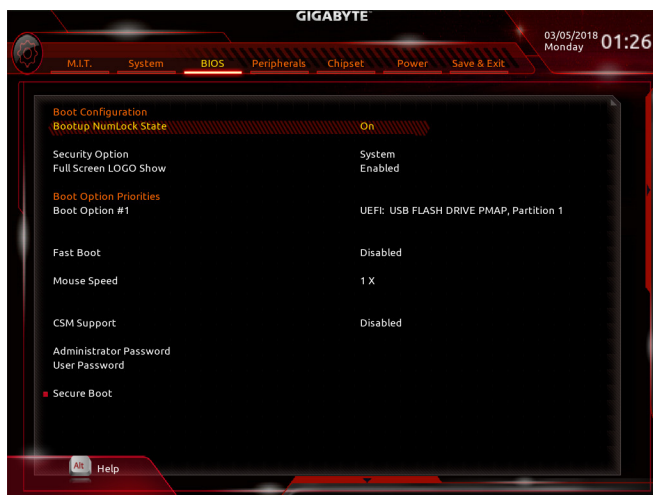 GIGABYTE
03/05/2018 Monday 01:26
M.I.T. System BIOS Peripherals Chipset Power Save & Exit
Boot Configuration
Bootup NumLock State On
Security Option System
Full Screen LOGO Show Enabled
Boot Option Priorities
Boot Option #1 UEFI: USB FLASH DRIVE PMAP, Partition 1
Fast Boot Disabled
Mouse Speed 1 X
CSM Support Disabled
Administrator Password
User Password
Secure Boot
Alt Help